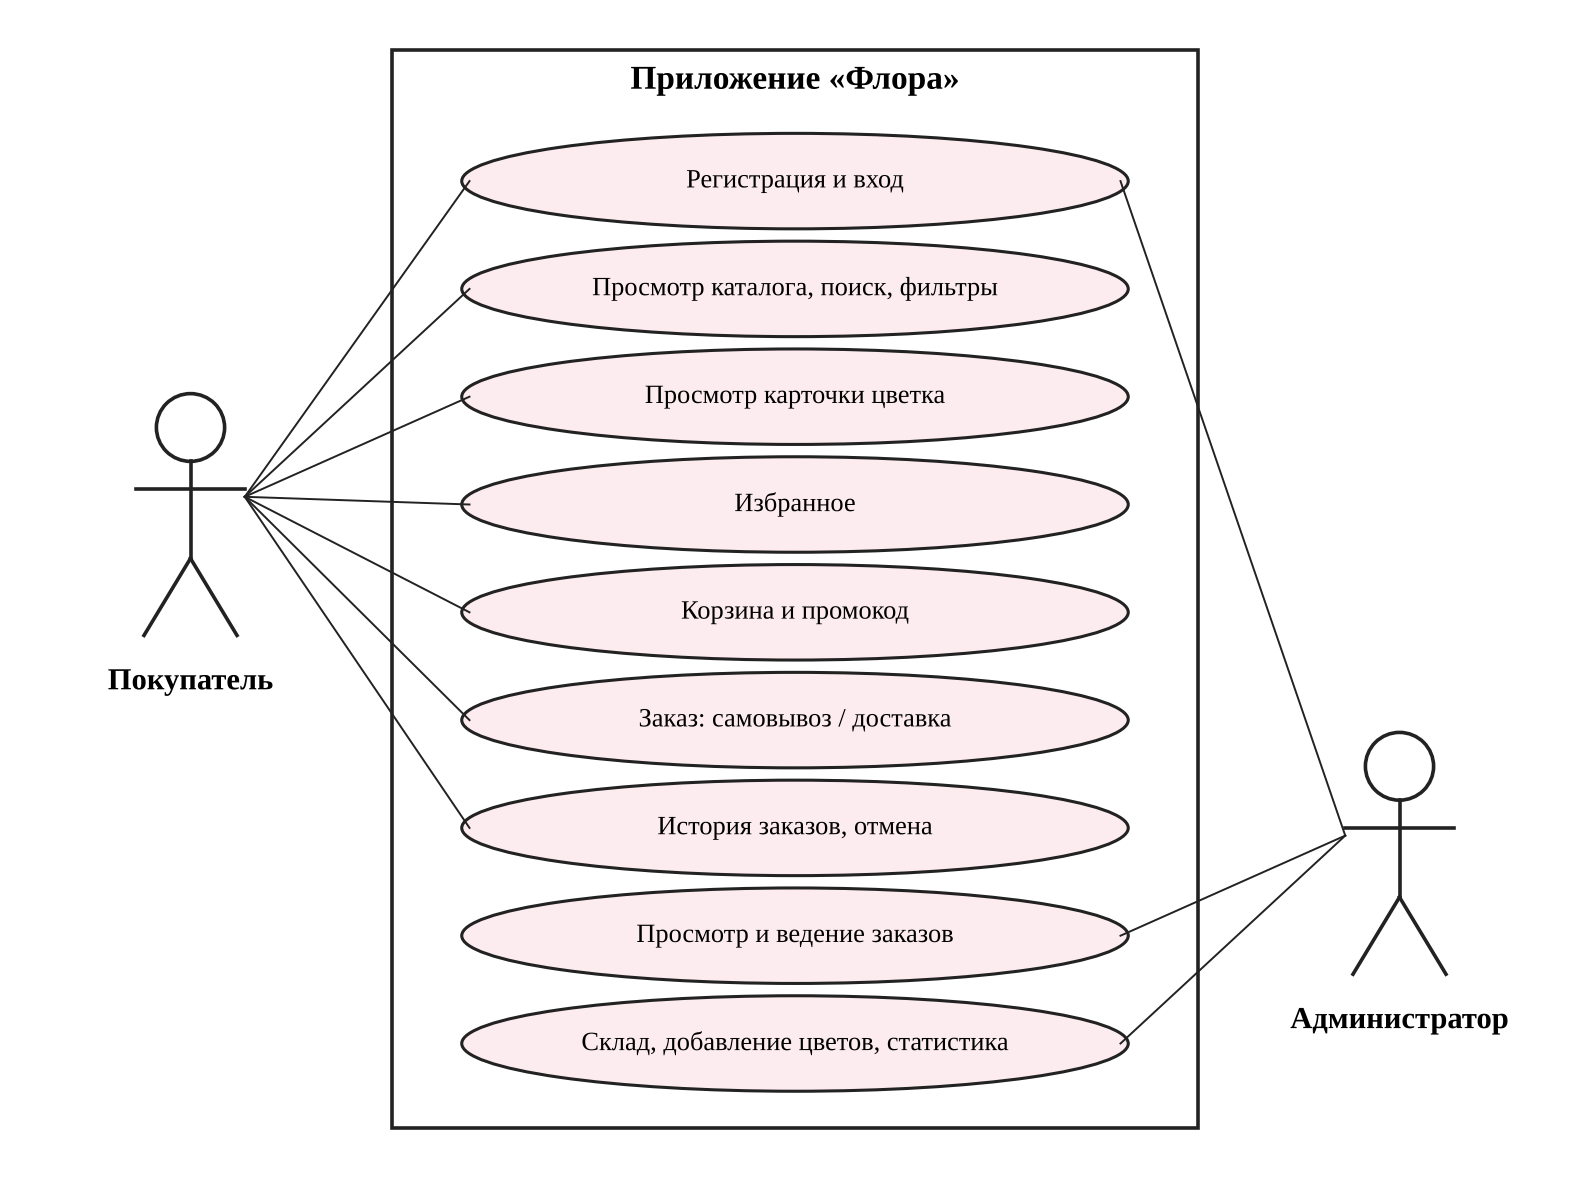 Приложение «Флора»
Регистрация и вход
Просмотр каталога, поиск, фильтры
Просмотр карточки цветка
Избранное
Корзина и промокод
Покупатель
Заказ: самовывоз / доставка
История заказов, отмена
Просмотр и ведение заказов
Администратор
Склад, добавление цветов, статистика